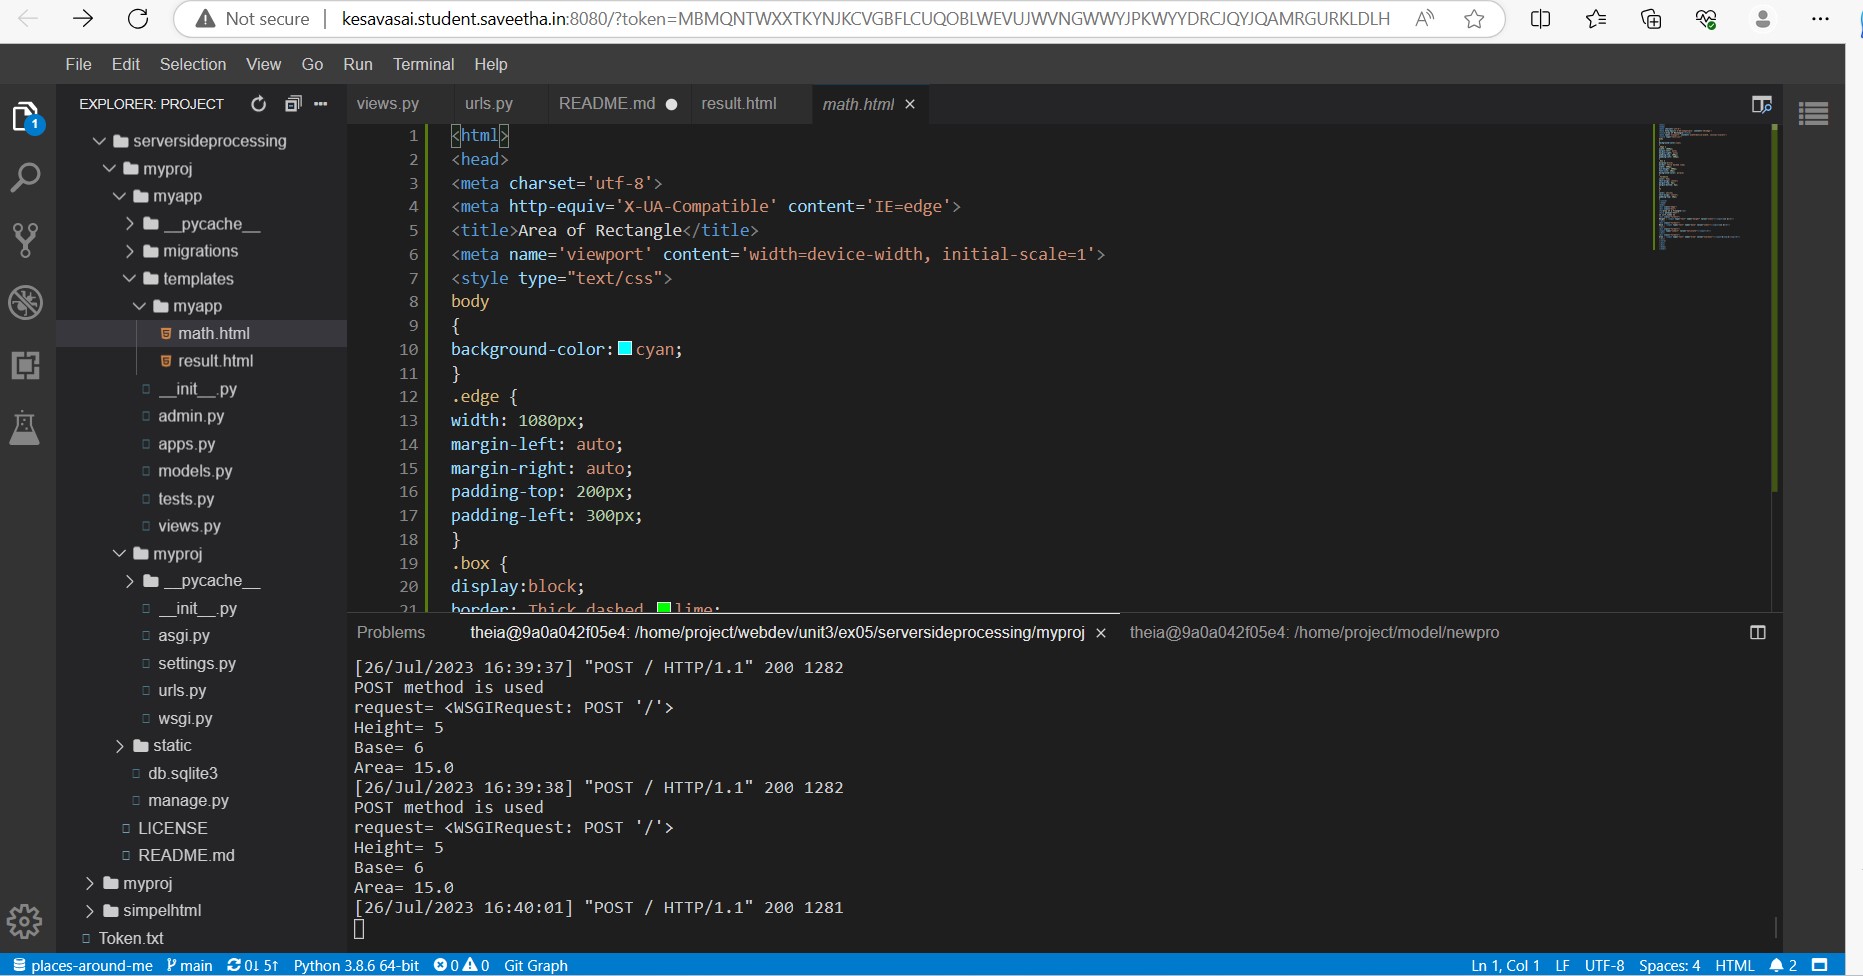 Not secure
kesavasai.student.saveetha.in:8080/?token=MBMQNTWXXTKYNJKCVGBFLCUQOBLWEVUJWVNGWWYJPKWYYDRCJQYJQAMRGURKLDLH
File Edit Selection View Go Run Terminal Help
1
EXPLORER: PROJECT
serversideprocessing
myproj
myapp
__pycache__
migrations
templates
myapp
math.html
result.html
__init__.py
admin.py
apps.py
models.py
tests.py
views.py
myproj
__pycache__
__init__.py
asgi.py
settings.py
urls.py
wsgi.py
static
db.sqlite3
manage.py
LICENSE
README.md
myproj
simpelhtml
Token.txt
views.py urls.py README.md result.html math.html
1 <html>
2 <head>
3 <meta charset='utf-8'>
4 <meta http-equiv='X-UA-Compatible' content='IE=edge'>
5 <title>Area of Rectangle</title>
6 <meta name='viewport' content='width=device-width, initial-scale=1'>
7 <style type="text/css">
8 body
9 {
10 background-color: cyan;
11 }
12 .edge {
13 width: 1080px;
14 margin-left: auto;
15 margin-right: auto;
16 padding-top: 200px;
17 padding-left: 300px;
18 }
19 .box {
20 display:block;
21 border: Thick dashed lime;
Problems theia@9a0a042f05e4: /home/project/webdev/unit3/ex05/serversideprocessing/myproj theia@9a0a042f05e4: /home/project/model/newpro
[26/Jul/2023 16:39:37] "POST / HTTP/1.1" 200 1282
POST method is used
request= <WSGIRequest: POST '/'>
Height= 5
Base= 6
Area= 15.0
[26/Jul/2023 16:39:38] "POST / HTTP/1.1" 200 1282
POST method is used
request= <WSGIRequest: POST '/'>
Height= 5
Base= 6
Area= 15.0
[26/Jul/2023 16:40:01] "POST / HTTP/1.1" 200 1281
places-around-me main 0↓ 5↑ Python 3.8.6 64-bit 0 0 Git Graph Ln 1, Col 1 LF UTF-8 Spaces: 4 HTML 2